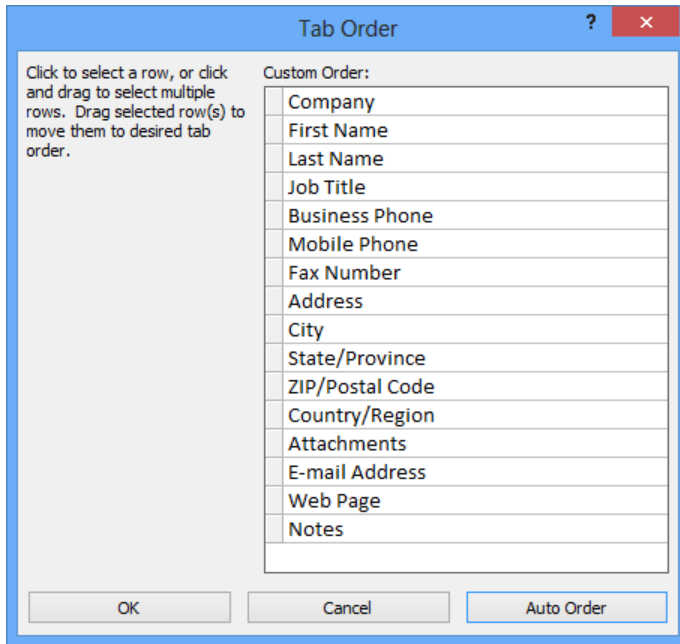 Tab Order
?
×
Click to select a row, or click
and drag to select multiple
rows.  Drag selected row(s) to
move them to desired tab
order.
Custom Order:
Company
First Name
Last Name
Job Title
Business Phone
Mobile Phone
Fax Number
Address
City
State/Province
ZIP/Postal Code
Country/Region
Attachments
E-mail Address
Web Page
Notes
OK
Cancel
Auto Order